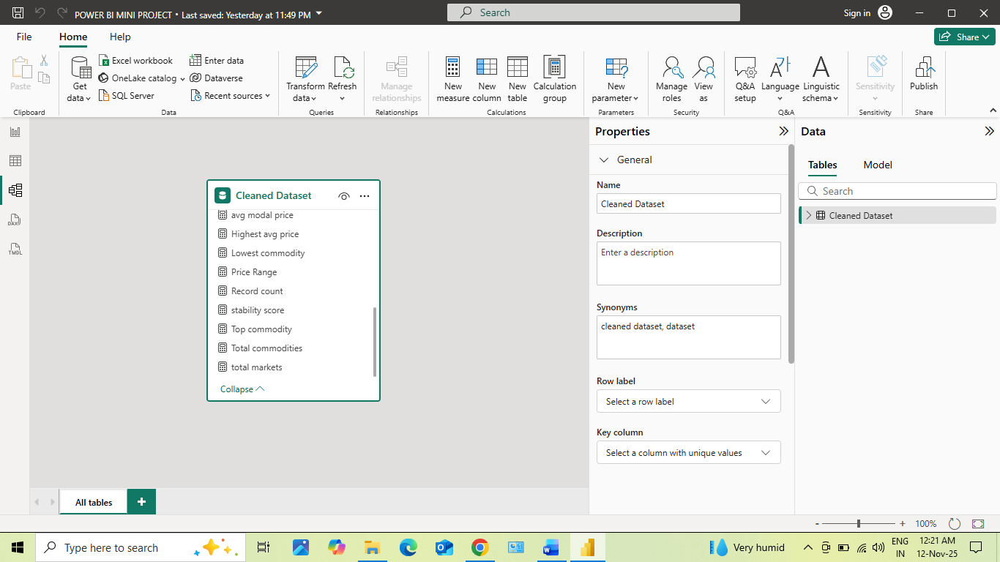 POWER BI MINI PROJECT • Last saved: Yesterday at 11:49 PM
Search
Sign in
File
Home
Help
Share
Paste
Clipboard
Get data
Excel workbook
OneLake catalog
SQL Server
Enter data
Dataverse
Recent sources
Data
Transform data
Refresh
Queries
Manage relationships
Relationships
New measure
New column
New table
Calculation group
Calculations
New parameter
Parameters
Manage roles
View as
Security
Q&A setup
Language
Linguistic schema
Q&A
Sensitivity
Sensitivity
Publish
Share
DAX
TMDL
Cleaned Dataset
avg modal price
Highest avg price
Lowest commodity
Price Range
Record count
stability score
Top commodity
Total commodities
total markets
Collapse
All tables
Properties
General
Name
Cleaned Dataset
Description
Enter a description
Synonyms
cleaned dataset, dataset
Row label
Select a row label
Key column
Select a column with unique values
Data
Tables
Model
Search
Cleaned Dataset
- + 100%
Type here to search
Very humid
ENG
IN
12:21 AM
12-Nov-25